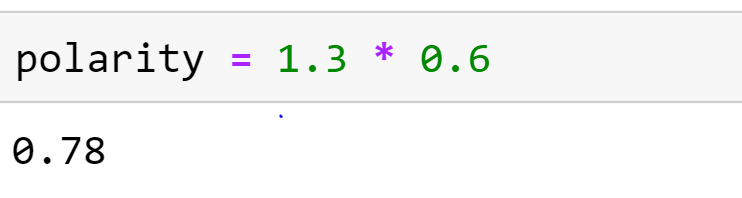 polarity = 1.3 * 0.6
0.78